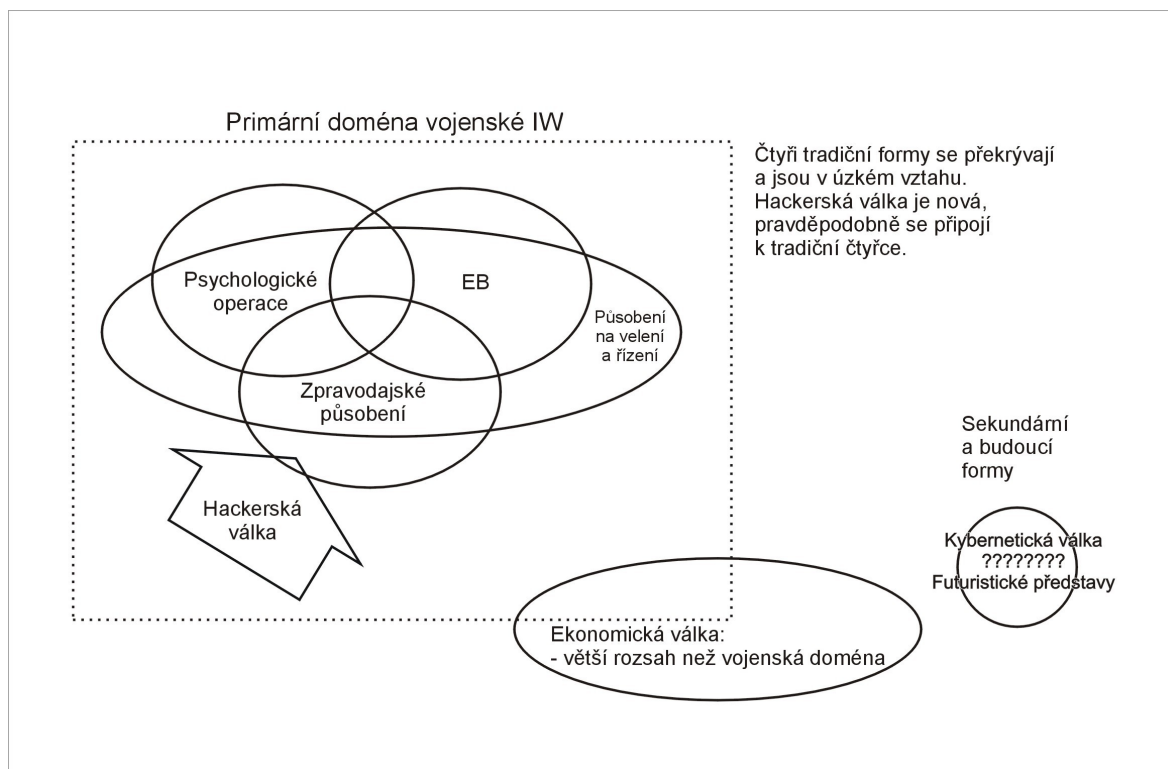 Primární doména vojenské IW
Čtyři tradiční formy se překrývají
a jsou v úzkém vztahu.
Hackerská válka je nová,
pravděpodobně se připojí
k tradiční čtyřce.
Psychologické
operace
EB
Působení
na velení
a řízení
Zpravodajské
působení
Hackerská
válka
Sekundární
a budoucí
formy
Kybernetická válka
????????
Futuristické představy
Ekonomická válka:
- větší rozsah než vojenská doména